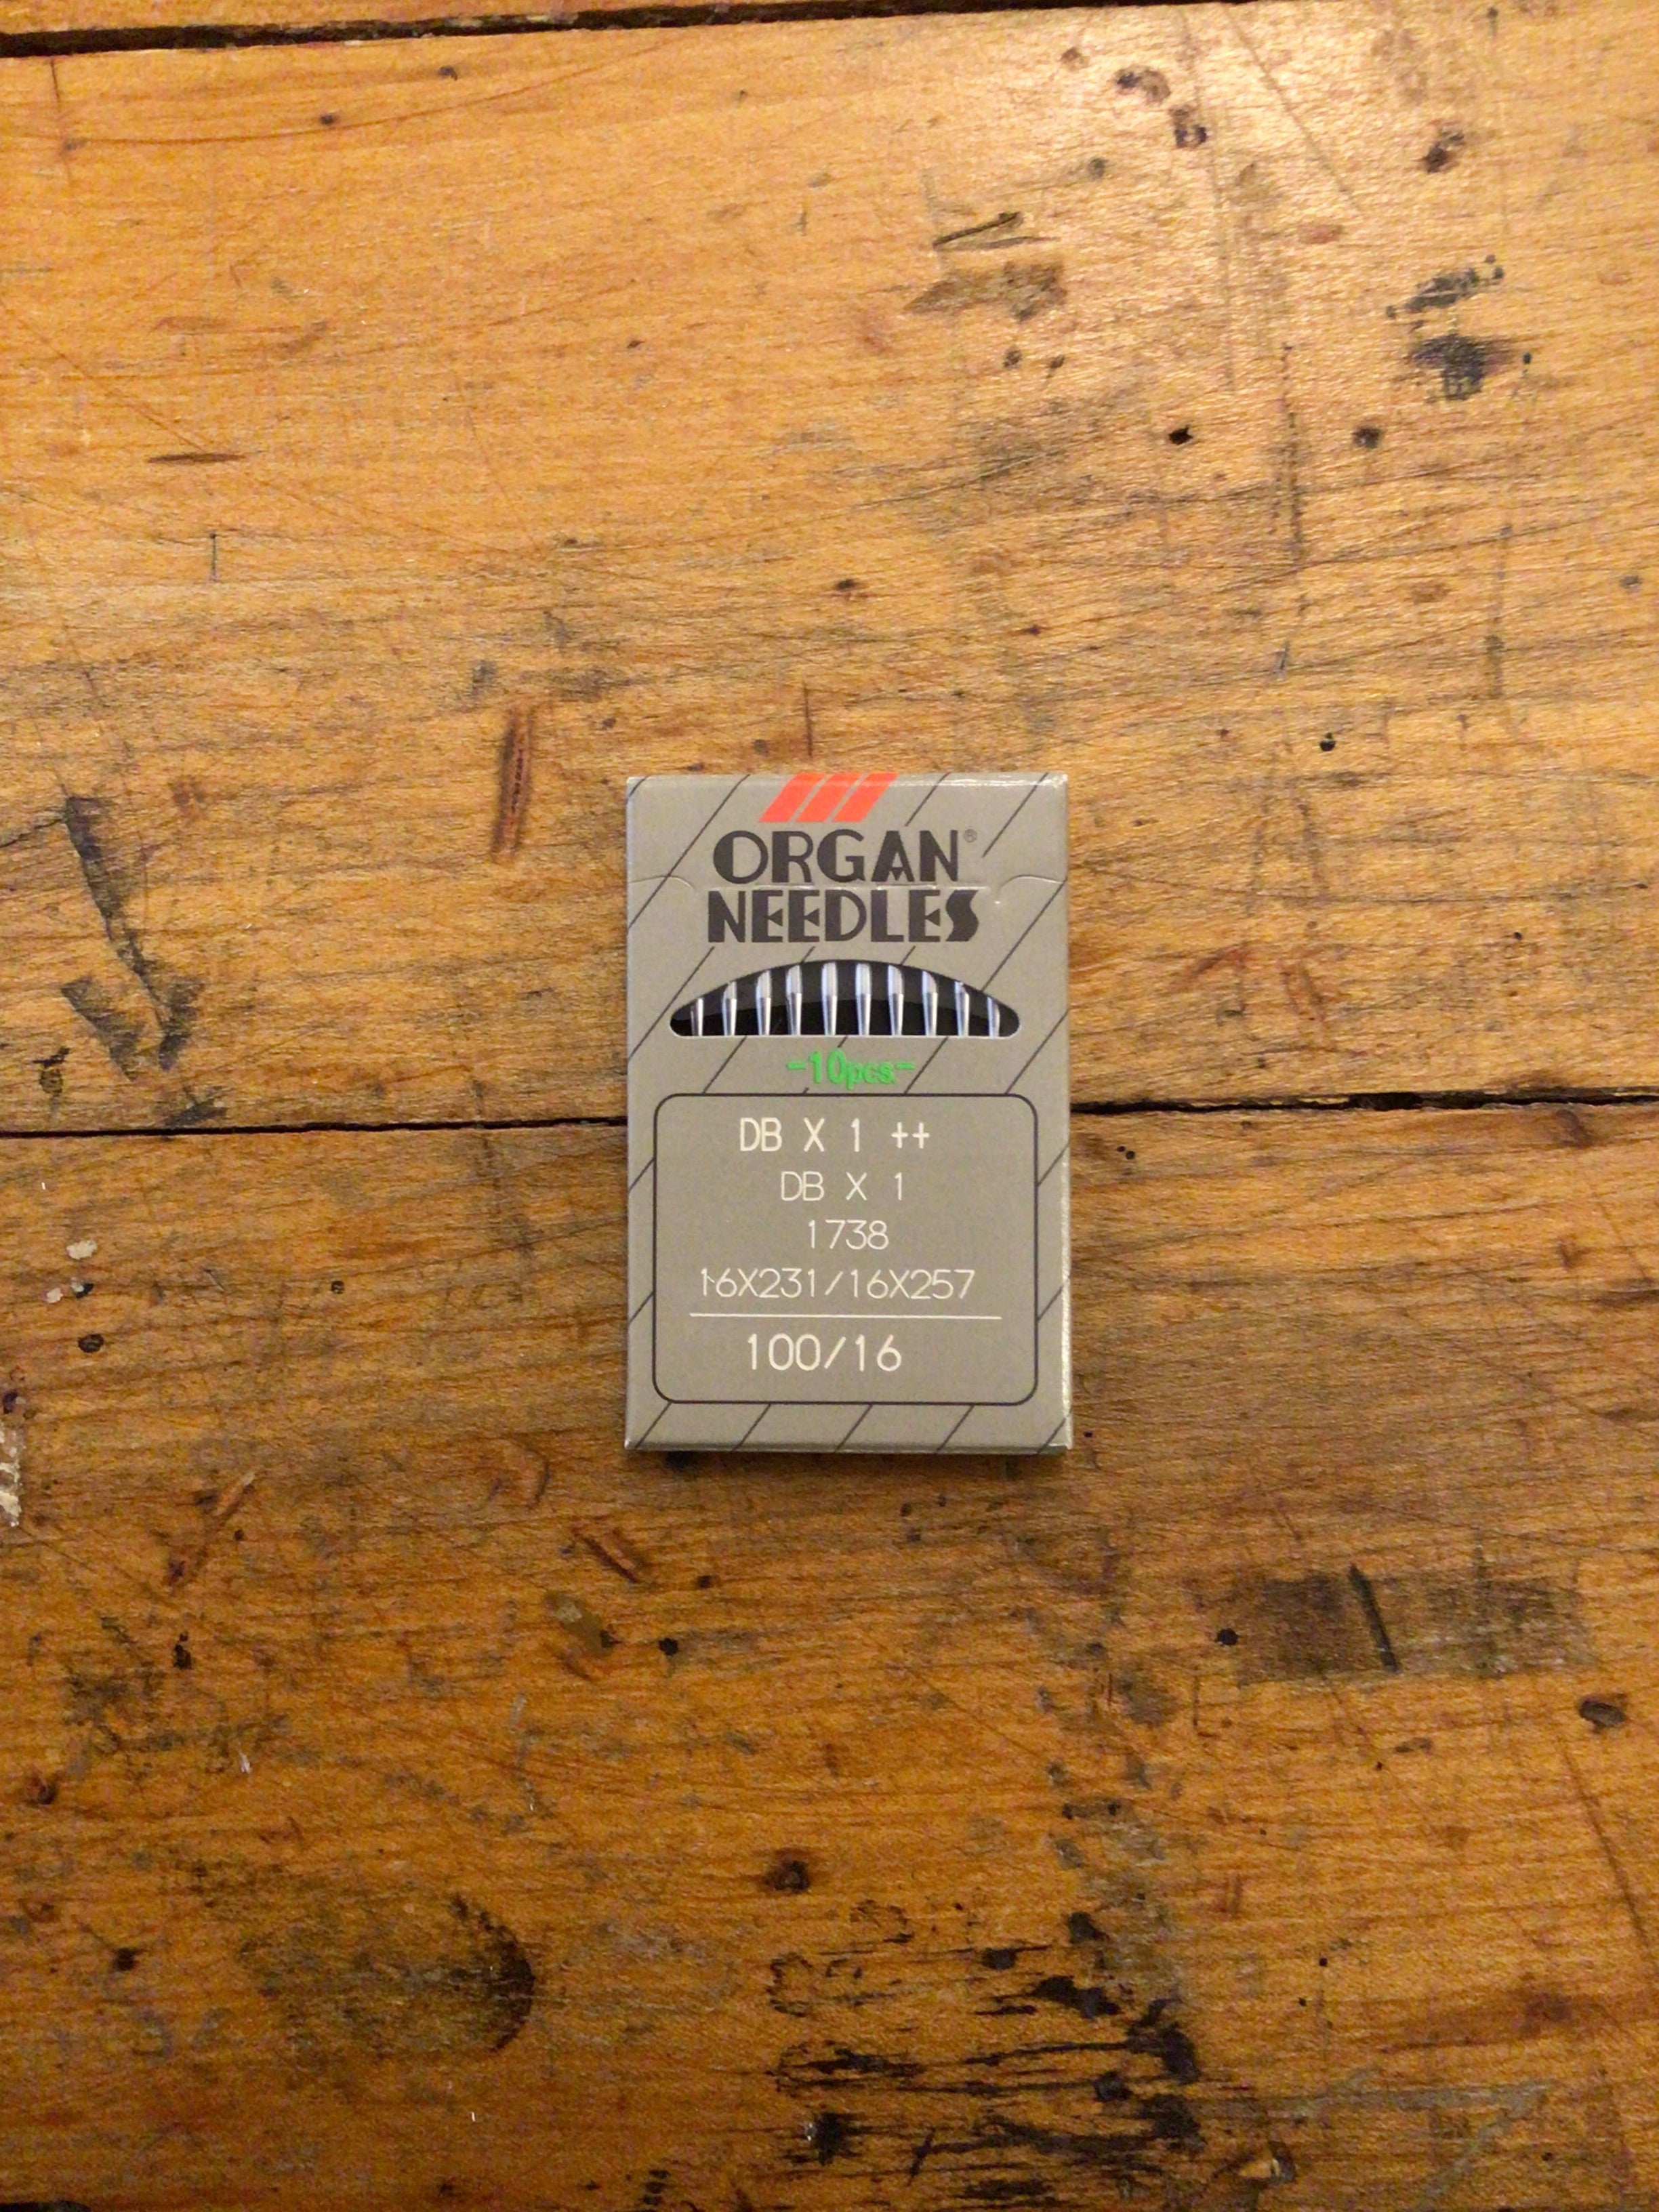 ORGAN®
NEEDLES
-10pcs-
DB X 1 ++
DB X 1
1738
16X231/16X257
100/16